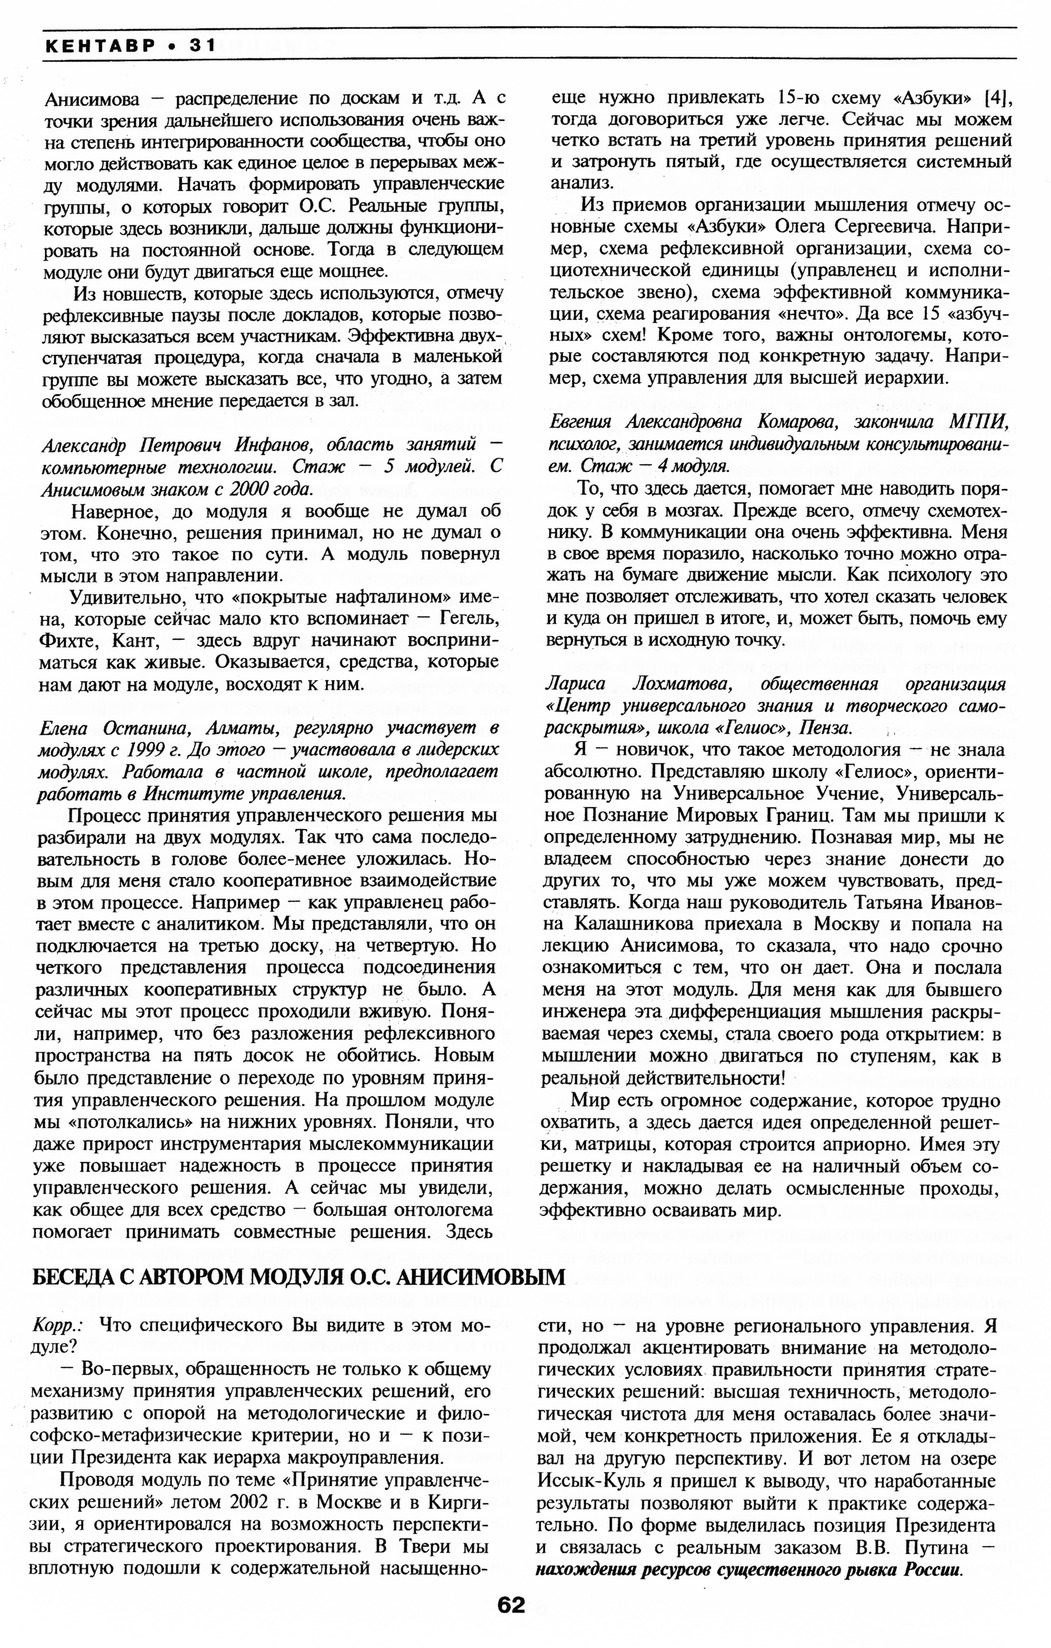 КЕНТАВР • 31
Анисимова — распределение по доскам и т.д. А с
точки зрения дальнейшего использования очень важ-
на степень интегрированности сообщества, чтобы оно
могло действовать как единое целое в перерывах меж-
ду модулями. Начать формировать управленческие
группы, о которых говорит О.С. Реальные группы,
которые здесь возникли, дальше должны функциони-
ровать на постоянной основе. Тогда в следующем
модуле они будут двигаться еще мощнее.
Из новшеств, которые здесь используются, отмечу
рефлексивные паузы после докладов, которые позво-
ляют высказаться всем участникам. Эффективна двух-
ступенчатая процедура, когда сначала в маленькой
группе вы можете высказать все, что угодно, а затем
обобщенное мнение передается в зал.
Александр Петрович Инфанов, область занятий —
компьютерные технологии. Стаж — 5 модулей. С
Анисимовым знаком с 2000 года.
Наверное, до модуля я вообще не думал об
этом. Конечно, решения принимал, но не думал о
том, что это такое по сути. А модуль повернул
мысли в этом направлении.
Удивительно, что «покрытые нафталином» име-
на, которые сейчас мало кто вспоминает — Гегель,
Фихте, Кант, — здесь вдруг начинают восприни-
маться как живые. Оказывается, средства, которые
нам дают на модуле, восходят к ним.
Елена Останина, Алматы, регулярно участвует в
модулях с 1999 г. До этого — участвовала в лидерских
модулях. Работала в частной школе, предполагает
работать в Институте управления.
Процесс принятия управленческого решения мы
разбирали на двух модулях. Так что сама последо-
вательность в голове более-менее уложилась. Но-
вым для меня стало кооперативное взаимодействие
в этом процессе. Например — как управленец рабо-
тает вместе с аналитиком. Мы представляли, что он
подключается на третью доску, на четвертую. Но
четкого представления процесса подсоединения
различных кооперативных структур не было. А
сейчас мы этот процесс проходили вживую. Поня-
ли, например, что без разложения рефлексивного
пространства на пять досок не обойтись. Новым
было представление о переходе по уровням приня-
тия управленческого решения. На прошлом модуле
мы «потолкались» на нижних уровнях. Поняли, что
даже прирост инструментария мыслекоммуникации
уже повышает надежность в процессе принятия
управленческого решения. А сейчас мы увидели,
как общее для всех средство — большая онтологема
помогает принимать совместные решения. Здесь
еще нужно привлекать 15-ю схему «Азбуки» [4],
тогда договориться уже легче. Сейчас мы можем
четко встать на третий уровень принятия решений
и затронуть пятый, где осуществляется системный
анализ.
Из приемов организации мышления отмечу ос-
новные схемы «Азбуки» Олега Сергеевича. Напри-
мер, схема рефлексивной организации, схема со-
циотехнической единицы (управленец и исполни-
тельское звено), схема эффективной коммуника-
ции, схема реагирования «нечто». Да все 15 «азбуч-
ных» схем! Кроме того, важны онтологемы, кото-
рые составляются под конкретную задачу. Напри-
мер, схема управления для высшей иерархии.
Евгения Александровна Комарова, закончила МГПИ,
психолог, занимается индивидуальным консультировани-
ем. Стаж — 4 модуля.
То, что здесь дается, помогает мне наводить поря-
док у себя в мозгах. Прежде всего, отмечу схемотех-
нику. В коммуникации она очень эффективна. Меня
в свое время поразило, насколько точно можно отра-
жать на бумаге движение мысли. Как психологу это
мне позволяет отслеживать, что хотел сказать человек
и куда он пришел в итоге, и, может быть, помочь ему
вернуться в исходную точку.
Лариса Лохматова, общественная организация
«Центр универсального знания и творческого само-
раскрытия», школа «Гелиос», Пенза.
Я — новичок, что такое методология — не знала
абсолютно. Представляю школу «Гелиос», ориенти-
рованную на Универсальное Учение, Универсаль-
ное Познание Мировых Границ. Там мы пришли к
определенному затруднению. Познавая мир, мы не
владеем способностью через знание донести до
других то, что мы уже можем чувствовать, пред-
ставлять. Когда наш руководитель Татьяна Иванов-
на Калашникова приехала в Москву и попала на
лекцию Анисимова, то сказала, что надо срочно
ознакомиться с тем, что он дает. Она и послала
меня на этот модуль. Для меня как для бывшего
инженера эта дифференциация мышления раскры-
ваемая через схемы, стала своего рода открытием: в
мышлении можно двигаться по ступеням, как в
реальной действительности!
Мир есть огромное содержание, которое трудно
охватить, а здесь дается идея определенной решет-
ки, матрицы, которая строится априорно. Имея эту
решетку и накладывая ее на наличный объем со-
держания, можно делать осмысленные проходы,
эффективно осваивать мир.
БЕСЕДА С АВТОРОМ МОДУЛЯ О.С. АНИСИМОВЫМ
Корр.: Что специфического Вы видите в этом мо-
дуле?
— Во-первых, обращенность не только к общему
механизму принятия управленческих решений, его
развитию с опорой на методологические и фило-
софско-метафизические критерии, но и — к пози-
ции Президента как иерарха макроуправления.
Проводя модуль по теме «Принятие управленче-
ских решений» летом 2002 г. в Москве и в Кирги-
зии, я ориентировался на возможность перспекти-
вы стратегического проектирования. В Твери мы
вплотную подошли к содержательной насыщенно-
сти, но — на уровне регионального управления. Я
продолжал акцентировать внимание на методоло-
гических условиях правильности принятия страте-
гических решений: высшая техничность, методоло-
гическая чистота для меня оставалась более значи-
мой, чем конкретность приложения. Ее я отклады-
вал на другую перспективу. И вот летом на озере
Иссык-Куль я пришел к выводу, что наработанные
результаты позволяют выйти к практике содержа-
тельно. По форме выделилась позиция Президента
и связалась с реальным заказом В.В. Путина —
нахождения ресурсов существенного рывка России.
62